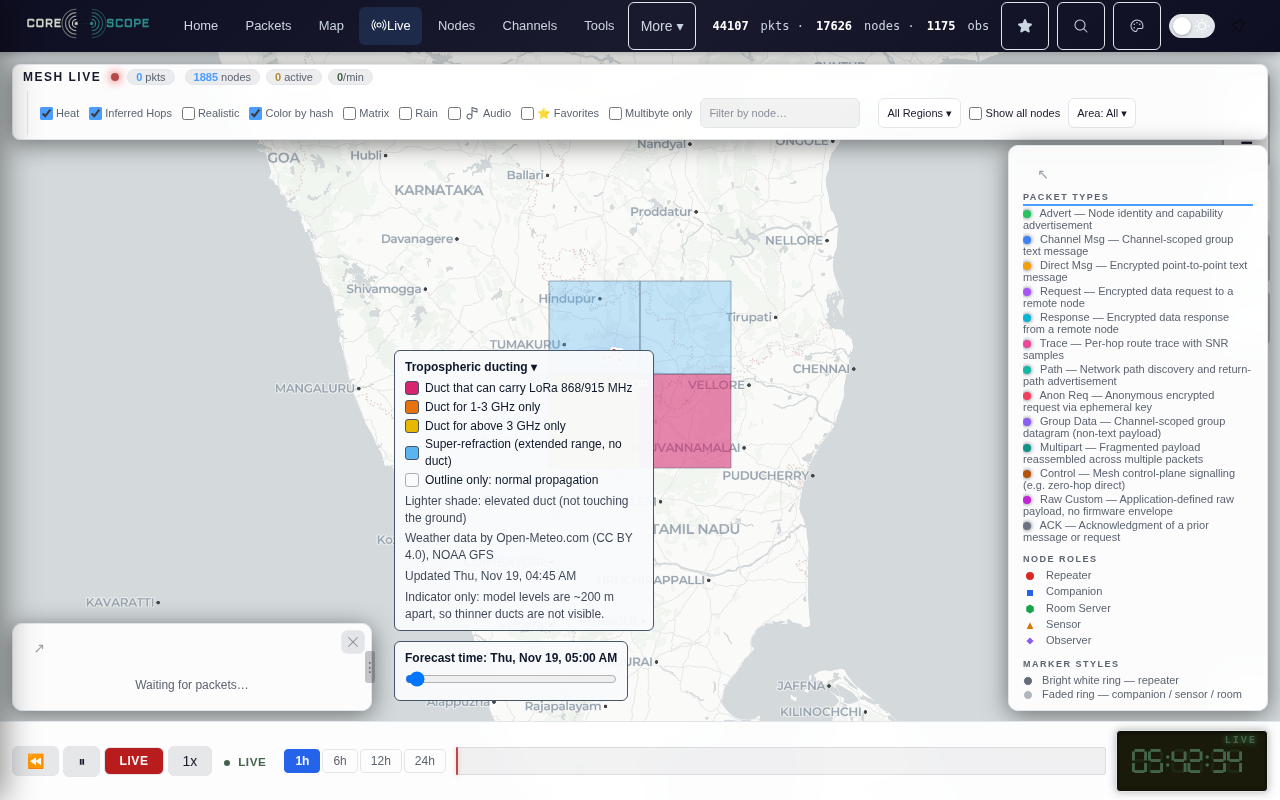 CORE SCOPE
Home Packets Map Live Nodes Channels Tools More ▾ 44107 pkts · 17626 nodes · 1175 obs
MESH LIVE 0 pkts 1885 nodes 0 active 0/min
Heat Inferred Hops Realistic Color by hash Matrix Rain Audio ⭐ Favorites Multibyte only Filter by node… All Regions ▾ Show all nodes Area: All ▾
GOA
Hubli
Nandyal
ONGOLE
Ballari
KARNATAKA
Proddatur
Davanagere
NELLORE
Shivamogga
Hindupur
Tirupati
TUMAKURU
MANGALURU
CHENNAI
VELLORE
PUDUCHERRY
TAMIL NADU
KAVARATTI
Rajapalayam
JAFFNA
KILINOCHCHI
Tropospheric ducting ▾
Duct that can carry LoRa 868/915 MHz
Duct for 1-3 GHz only
Duct for above 3 GHz only
Super-refraction (extended range, no
duct)
Outline only: normal propagation
Lighter shade: elevated duct (not touching
the ground)
Weather data by Open-Meteo.com (CC BY
4.0), NOAA GFS
Updated Thu, Nov 19, 04:45 AM
Indicator only: model levels are ~200 m
apart, so thinner ducts are not visible.
Forecast time: Thu, Nov 19, 05:00 AM
Waiting for packets…
PACKET TYPES
Advert — Node identity and capability
advertisement
Channel Msg — Channel-scoped group
text message
Direct Msg — Encrypted point-to-point text
message
Request — Encrypted data request to a
remote node
Response — Encrypted data response
from a remote node
Trace — Per-hop route trace with SNR
samples
Path — Network path discovery and return-
path advertisement
Anon Req — Anonymous encrypted
request via ephemeral key
Group Data — Channel-scoped group
datagram (non-text payload)
Multipart — Fragmented payload
reassembled across multiple packets
Control — Mesh control-plane signalling
(e.g. zero-hop direct)
Raw Custom — Application-defined raw
payload, no firmware envelope
ACK — Acknowledgment of a prior
message or request
NODE ROLES
Repeater
Companion
Room Server
Sensor
Observer
MARKER STYLES
Bright white ring — repeater
Faded ring — companion / sensor / room
LIVE 1x ● LIVE 1h 6h 12h 24h
LIVE
05:42:34